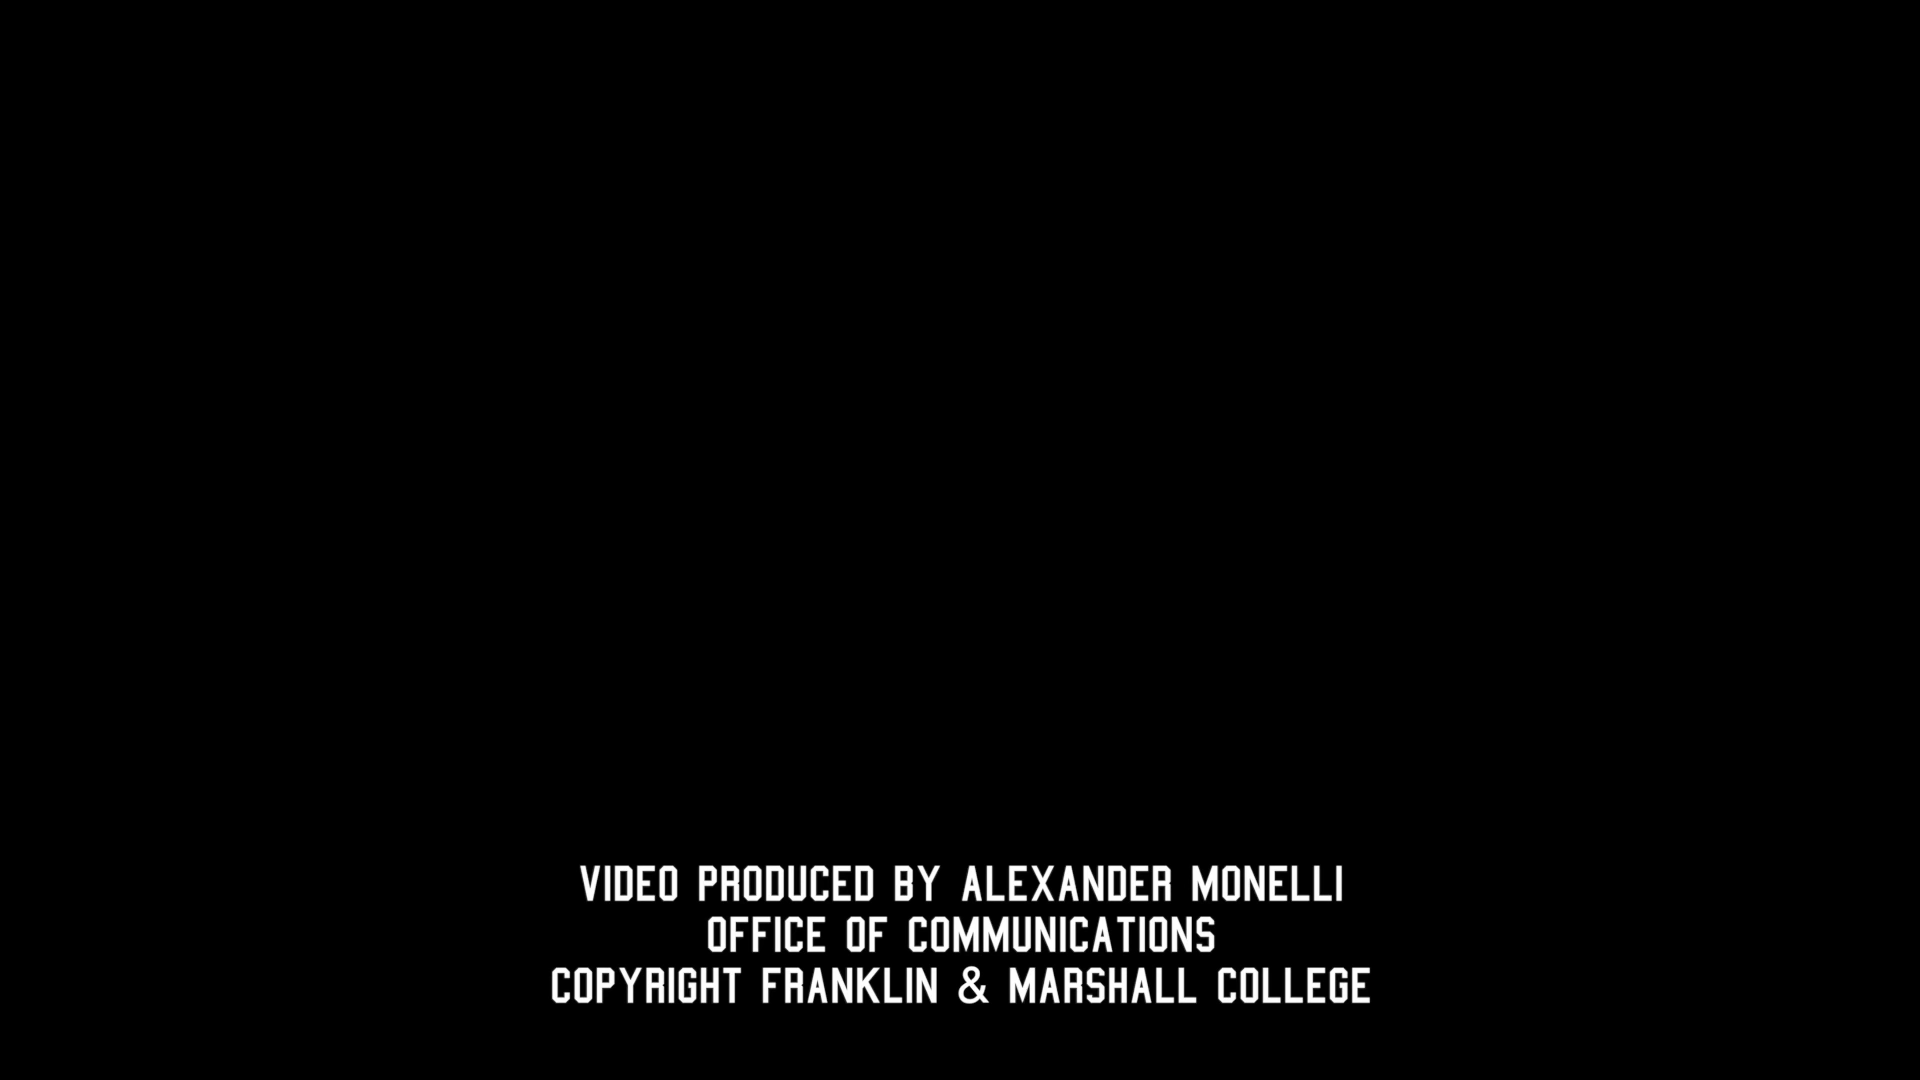 VIDEO PRODUCED BY ALEXANDER MONELLI
OFFICE OF COMMUNICATIONS
COPYRIGHT FRANKLIN & MARSHALL COLLEGE